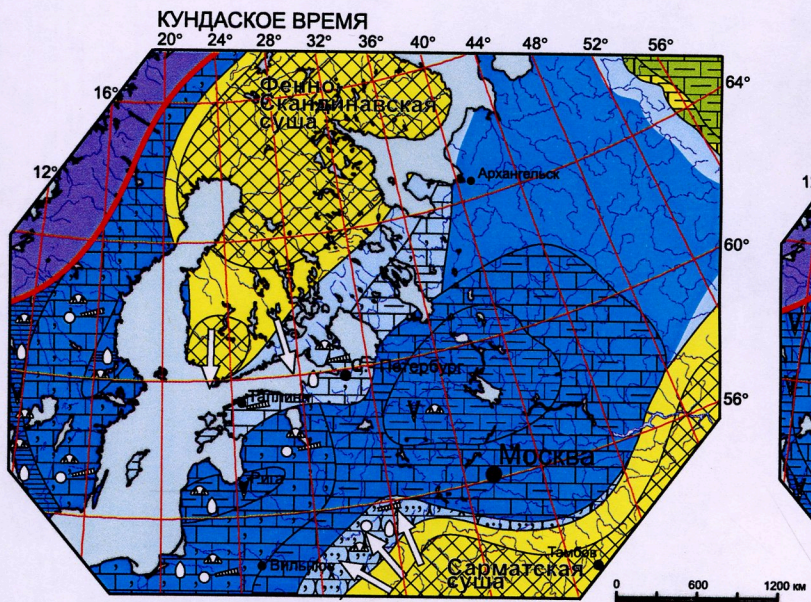 КУНДАСКОЕ ВРЕМЯ
20° 24° 28° 32° 36° 40° 44° 48° 52° 56°
64°
16°
Фенно
Скандинавская
суша
12°
Архангельск
60°
С-Петербург
Таллинн
56°
Москва
Рига
Вильнюс
Сарматская
суша
Тамбов
0 600 1200 км